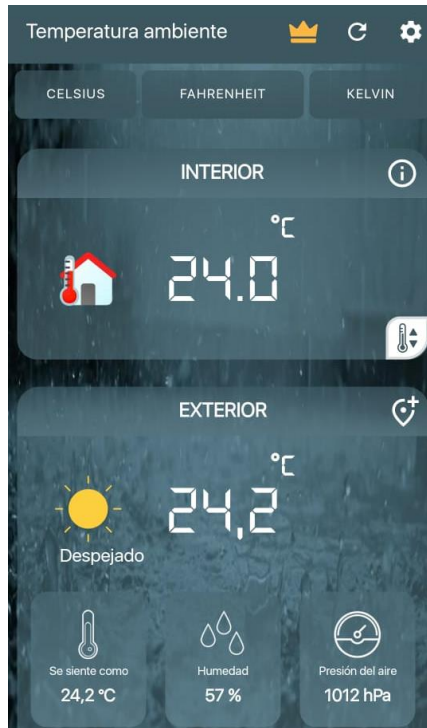 Temperatura ambiente
CELSIUS FAHRENHEIT KELVIN
INTERIOR
°C
24.0
EXTERIOR
°C
24,2
Despejado
Se siente como Humedad Presión del aire
24,2 °C 57 % 1012 hPa